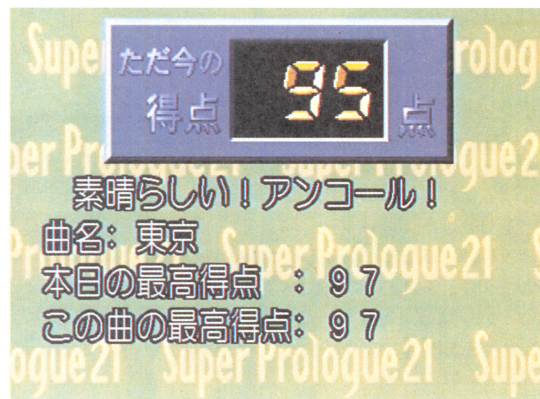 ただ今の
得点
95
点
素晴らしい!アンコール!
曲名: 東京
本日の最高得点 : 97
この曲の最高得点: 97
Super Prologue21